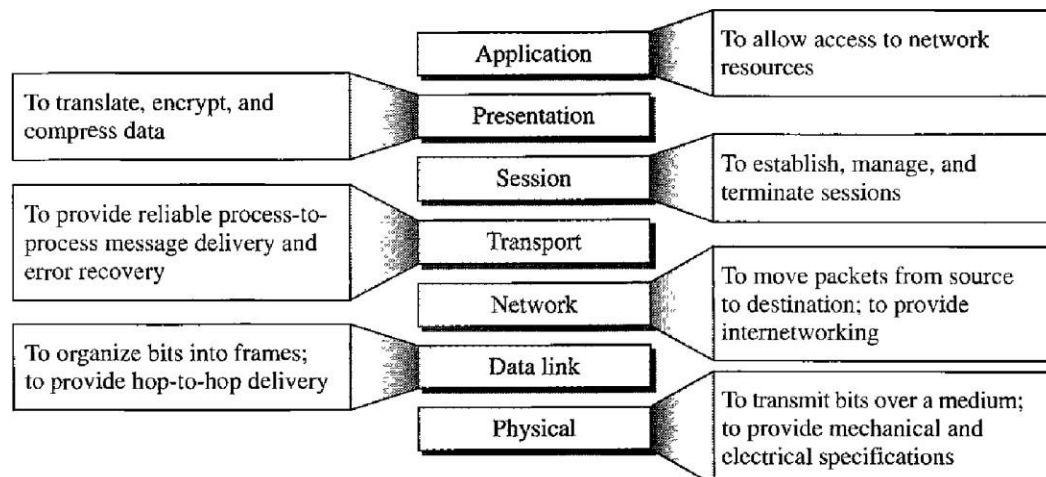 Application
To allow access to network
resources
To translate, encrypt, and
compress data
Presentation
Session
To establish, manage, and
terminate sessions
To provide reliable process-to-
process message delivery and
error recovery
Transport
Network
To move packets from source
to destination; to provide
internetworking
To organize bits into frames;
to provide hop-to-hop delivery
Data link
Physical
To transmit bits over a medium;
to provide mechanical and
electrical specifications